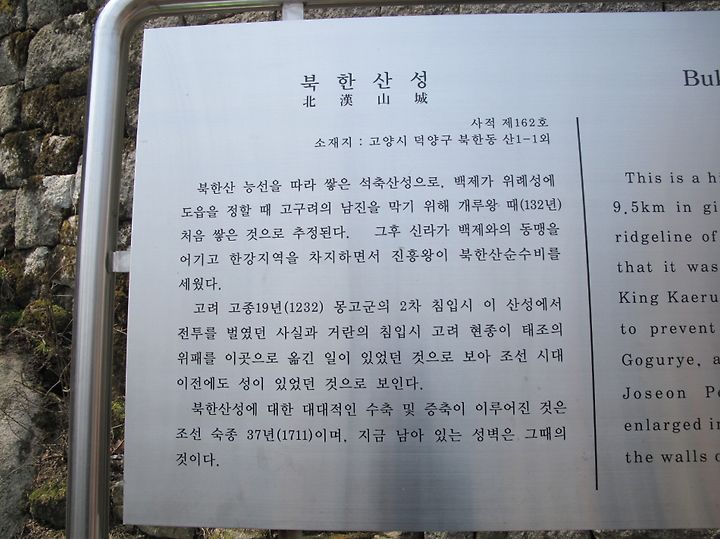 북한산성
北漢山城
사적 제162호
소재지 : 고양시 덕양구 북한동 산1-1외
북한산 능선을 따라 쌓은 석축산성으로, 백제가 위례성에
도읍을 정할 때 고구려의 남진을 막기 위해 개루왕 때(132년)
처음 쌓은 것으로 추정된다. 그후 신라가 백제와의 동맹을
어기고 한강지역을 차지하면서 진흥왕이 북한산순수비를
세웠다.
고려 고종19년(1232) 몽고군의 2차 침입시 이 산성에서
전투를 벌였던 사실과 거란의 침입시 고려 현종이 태조의
위패를 이곳으로 옮긴 일이 있었던 것으로 보아 조선 시대
이전에도 성이 있었던 것으로 보인다.
북한산성에 대한 대대적인 수축 및 증축이 이루어진 것은
조선 숙종 37년(1711)이며, 지금 남아 있는 성벽은 그때의
것이다.
Buk
This is a hi
9.5km in gi
ridgeline of
that it was
King Kaeru
to prevent
Gogurye, a
Joseon Pe
enlarged in
the walls o